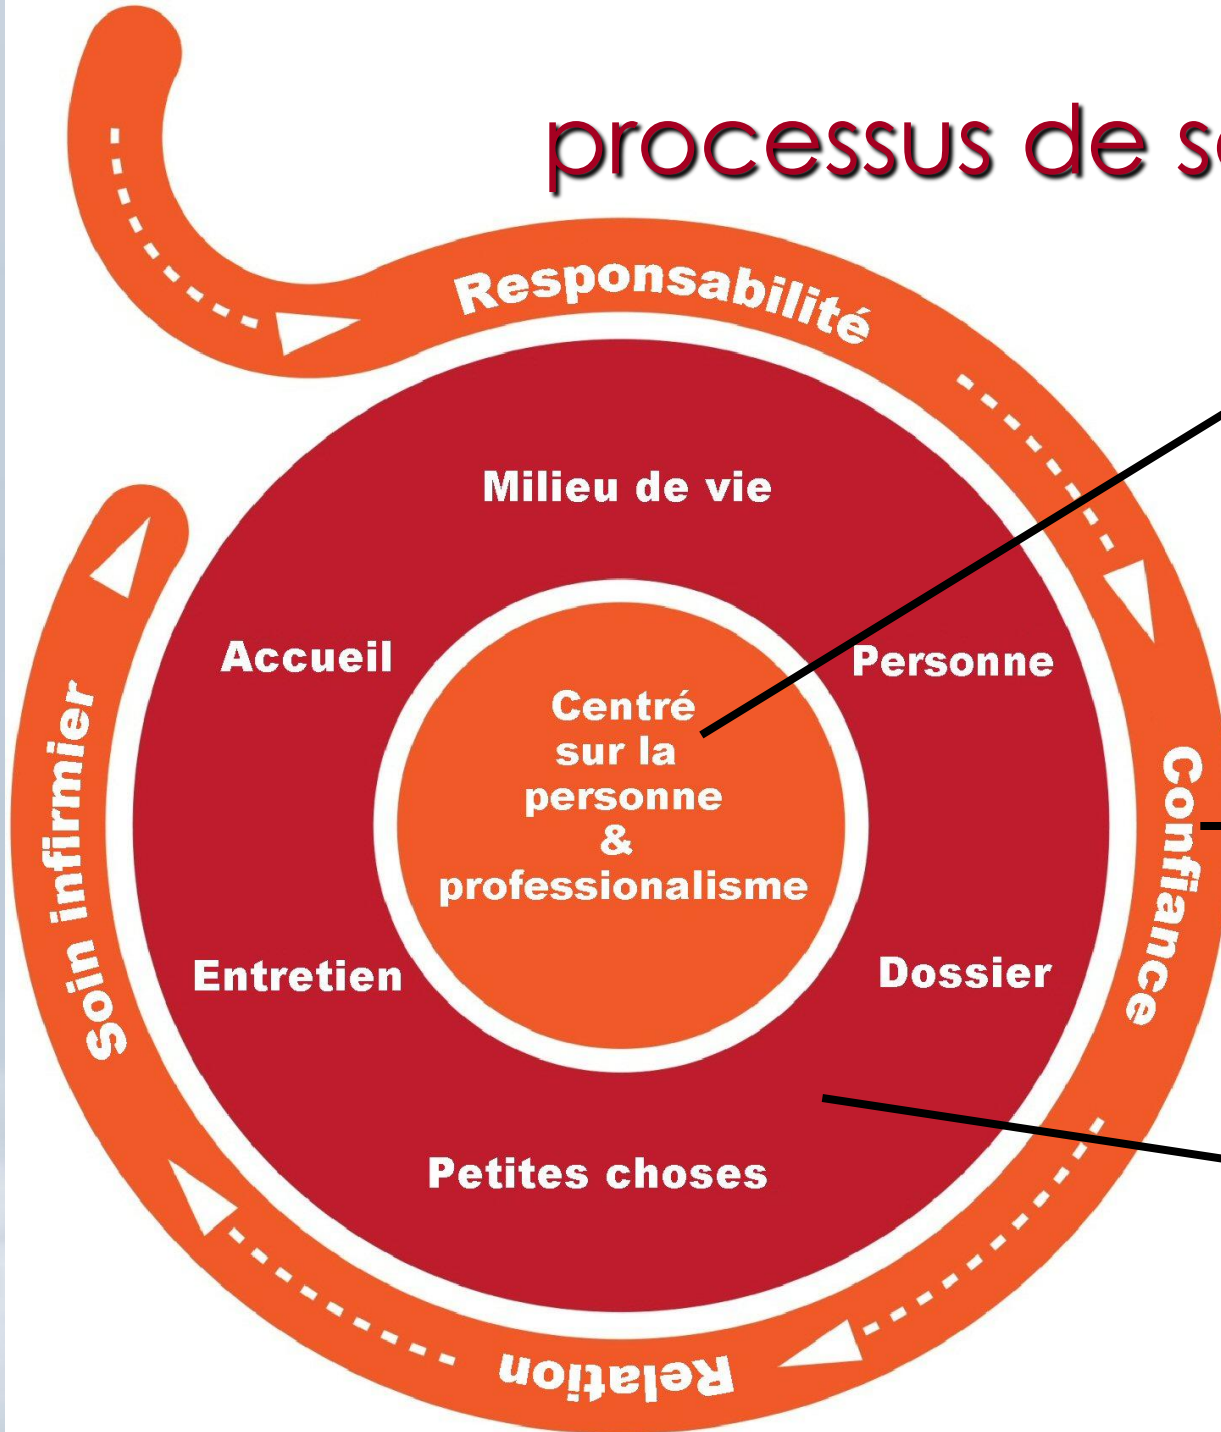 processus de
Responsabilité
Milieu de vie
Accueil
Personne
Centré
sur la
personne
&
professionalisme
Confiance
Soin infirmier
Entretien
Dossier
Petites choses
Relation